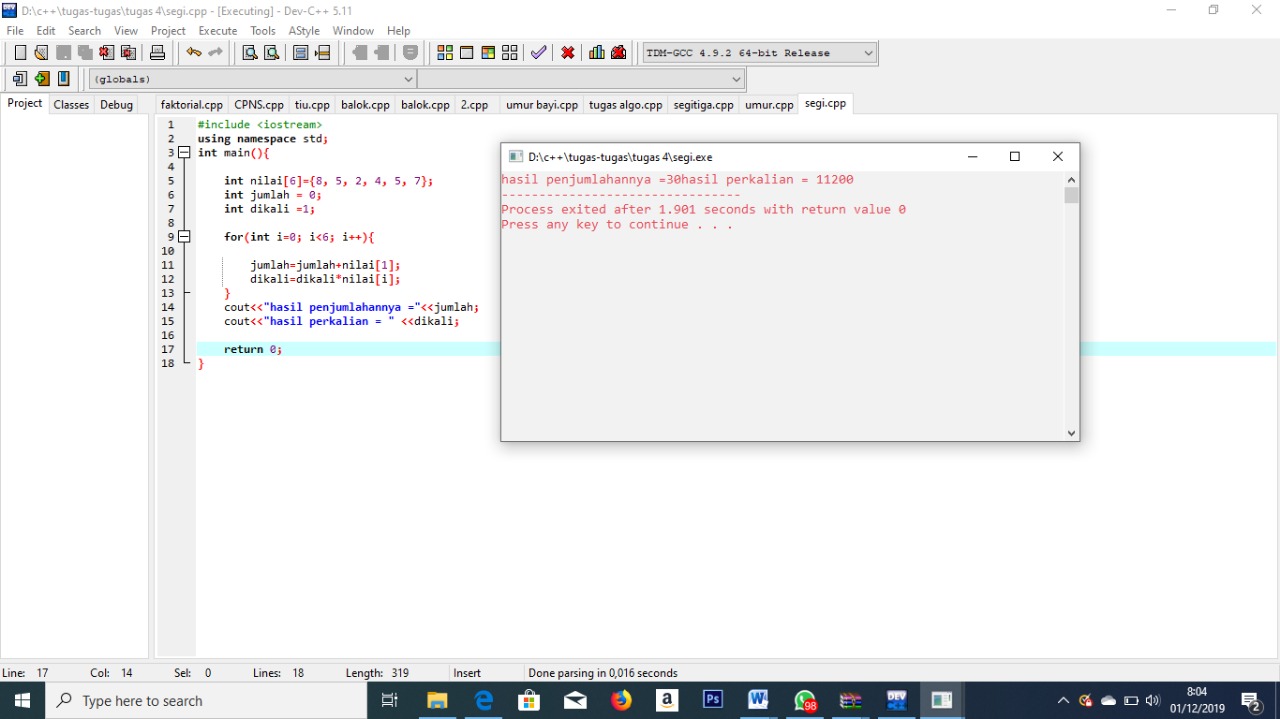 D:\c++\tugas-tugas\tugas 4\segi.cpp - [Executing] - Dev-C++ 5.11
File Edit Search View Project Execute Tools AStyle Window Help
TDM-GCC 4.9.2 64-bit Release
(globals)
Project Classes Debug
faktorial.cpp CPNS.cpp tiu.cpp balok.cpp balok.cpp 2.cpp umur bayi.cpp tugas algo.cpp segitiga.cpp umur.cpp segi.cpp
1 #include <iostream>
2 using namespace std;
3 int main(){
4
5 int nilai[6]={8, 5, 2, 4, 5, 7};
6 int jumlah = 0;
7 int dikali =1;
8
9 for(int i=0; i<6; i++){
10
11 jumlah=jumlah+nilai[1];
12 dikali=dikali*nilai[i];
13 }
14 cout<<"hasil penjumlahannya ="<<jumlah;
15 cout<<"hasil perkalian = " <<dikali;
16
17 return 0;
18 }
D:\c++\tugas-tugas\tugas 4\segi.exe
hasil penjumlahannya =30hasil perkalian = 11200
--------------------------------
Process exited after 1.901 seconds with return value 0
Press any key to continue . . .
Line: 17 Col: 14 Sel: 0 Lines: 18 Length: 319 Insert Done parsing in 0,016 seconds
Type here to search
a
Ps
W
98
DEV
8:04
01/12/2019
2